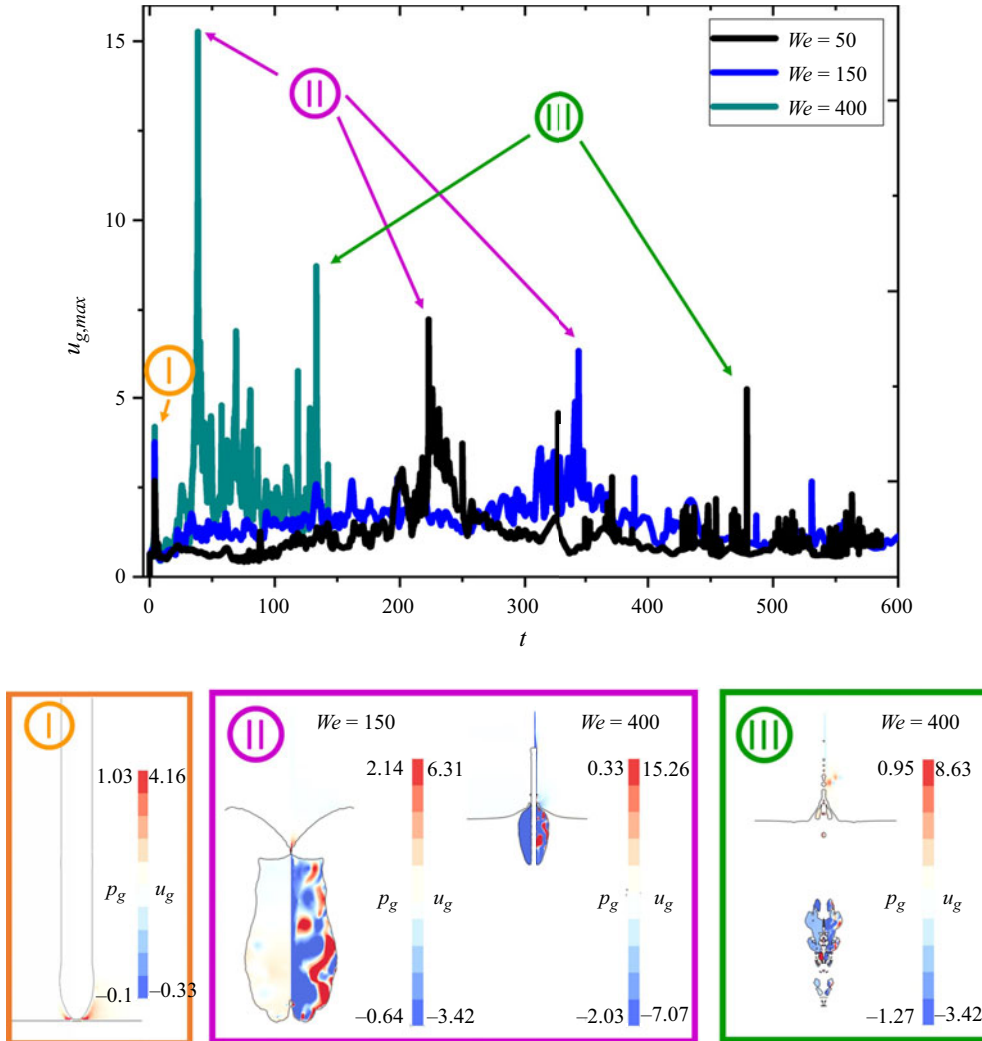 15
10
5
0
u_g,max
We = 50
We = 150
We = 400
I
II
III
0 100 200 300 400 500 600
t
I
1.03 4.16
p_g u_g
–0.1 –0.33
II
We = 150 We = 400
2.14 6.31 0.33 15.26
p_g u_g p_g u_g
–0.64 –3.42 –2.03 –7.07
III
We = 400
0.95 8.63
p_g u_g
–1.27 –3.42